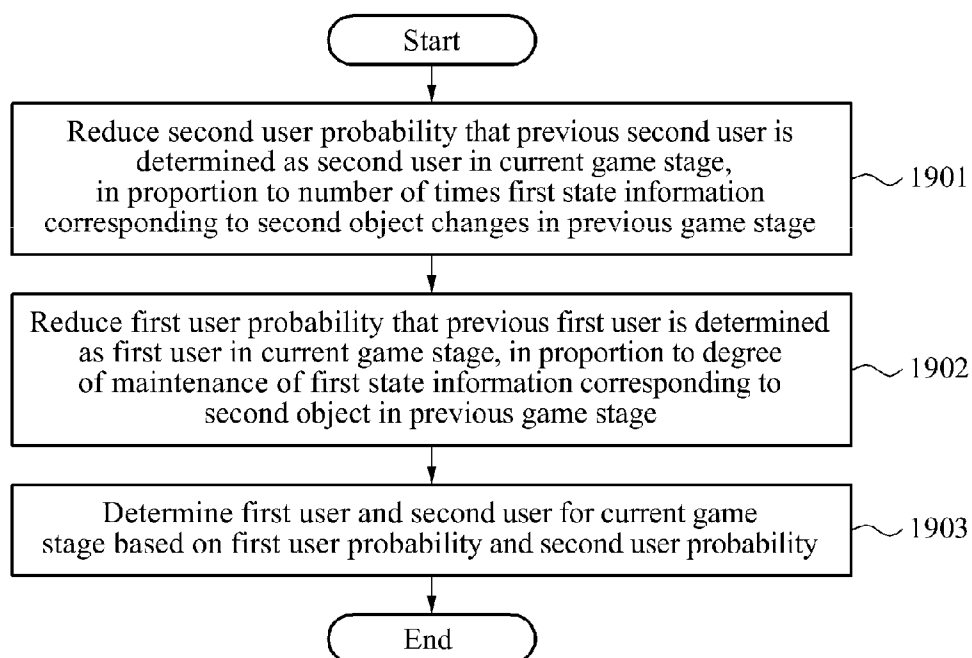 Start
Reduce second user probability that previous second user is
determined as second user in current game stage,
in proportion to number of times first state information
corresponding to second object changes in previous game stage
1901
Reduce first user probability that previous first user is determined
as first user in current game stage, in proportion to degree
of maintenance of first state information corresponding to
second object in previous game stage
1902
Determine first user and second user for current game
stage based on first user probability and second user probability
1903
End